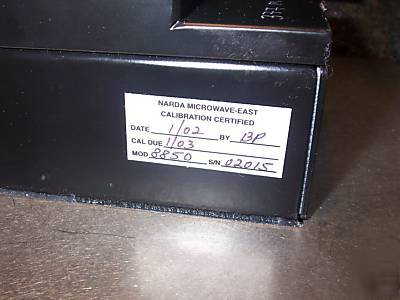 NARDA MICROWAVE-EAST
CALIBRATION CERTIFIED
DATE 1/02 BY BP
CAL DUE 1/03
MOD 8850 S/N 02015